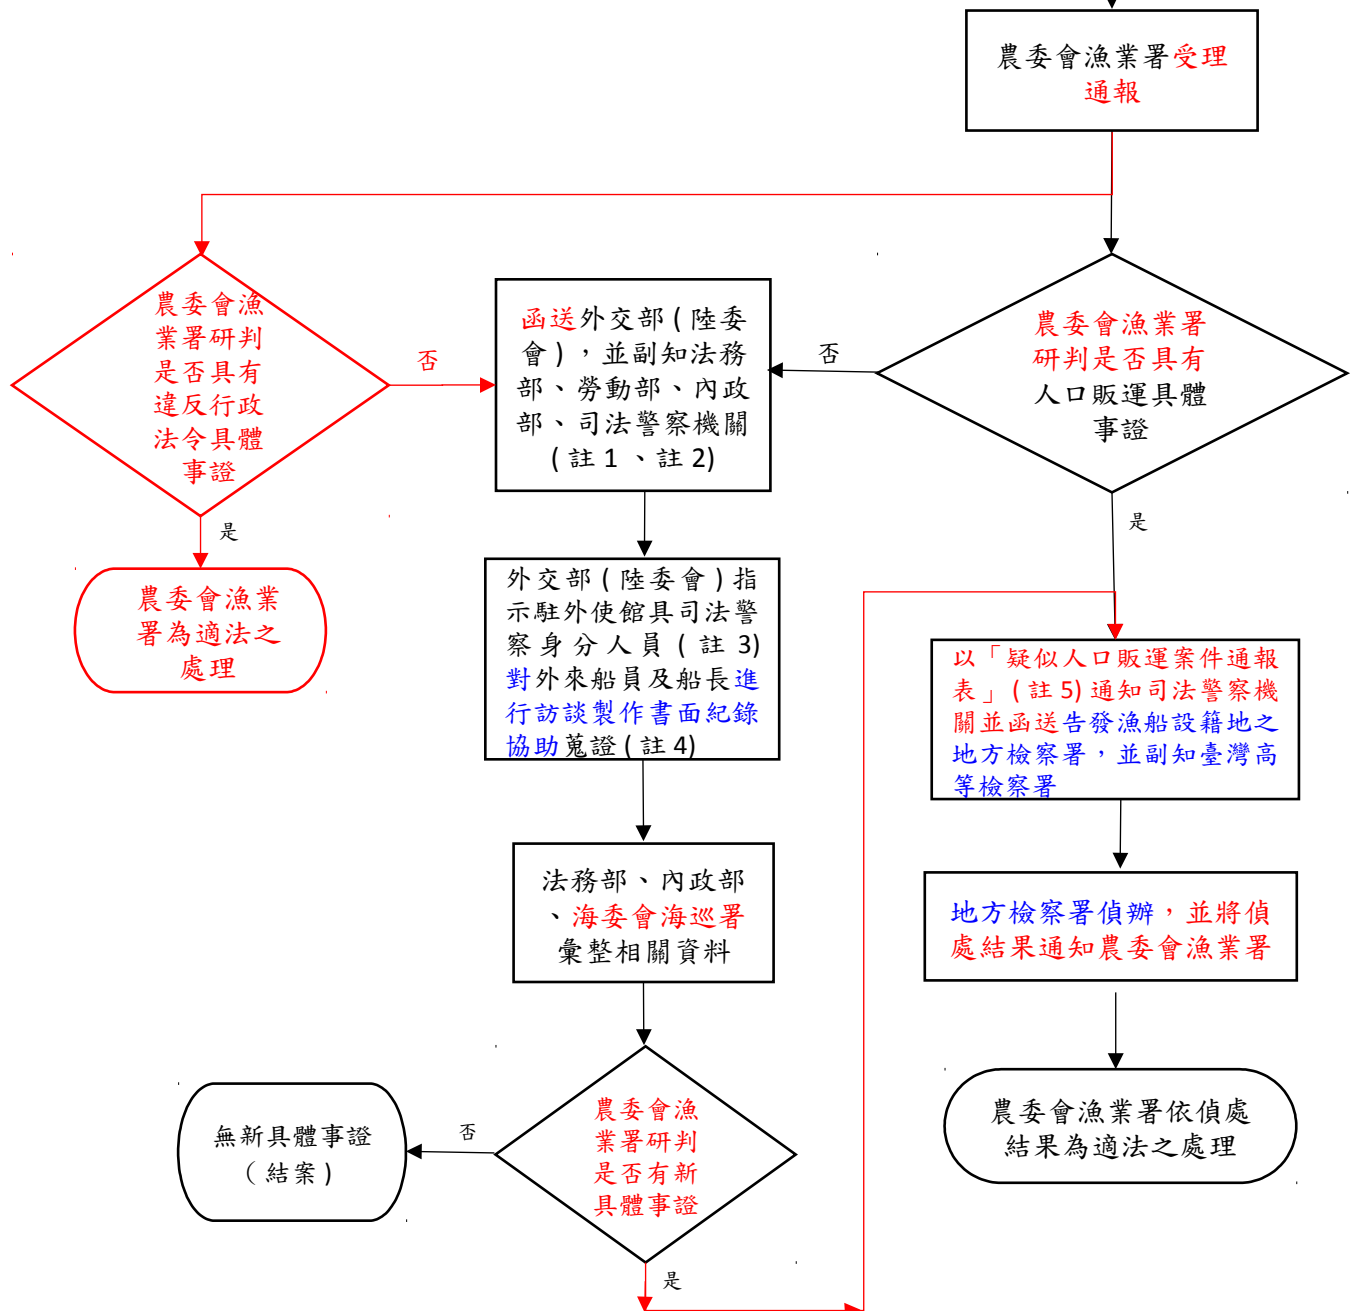 農委會漁業署受理
通報
農委會漁
業署研判
是否具有
違反行政
法令具體
事證
否
是
農委會漁業
署為適法之
處理
函送外交部(陸委
會)，並副知法務
部、勞動部、內政
部、司法警察機關
(註1、註2)
否
農委會漁業署
研判是否具有
人口販運具體
事證
是
外交部(陸委會)指
示駐外使館具司法警
察身分人員(註3)
對外來船員及船長進
行訪談製作書面紀錄
協助蒐證(註4)
以「疑似人口販運案件通報
表」(註5)通知司法警察機
關並函送告發漁船設籍地之
地方檢察署，並副知臺灣高
等檢察署
法務部、內政部
、海委會海巡署
彙整相關資料
地方檢察署偵辦，並將偵
處結果通知農委會漁業署
農委會漁
業署研判
是否有新
具體事證
否
無新具體事證
（結案)
是
農委會漁業署依偵處
結果為適法之處理